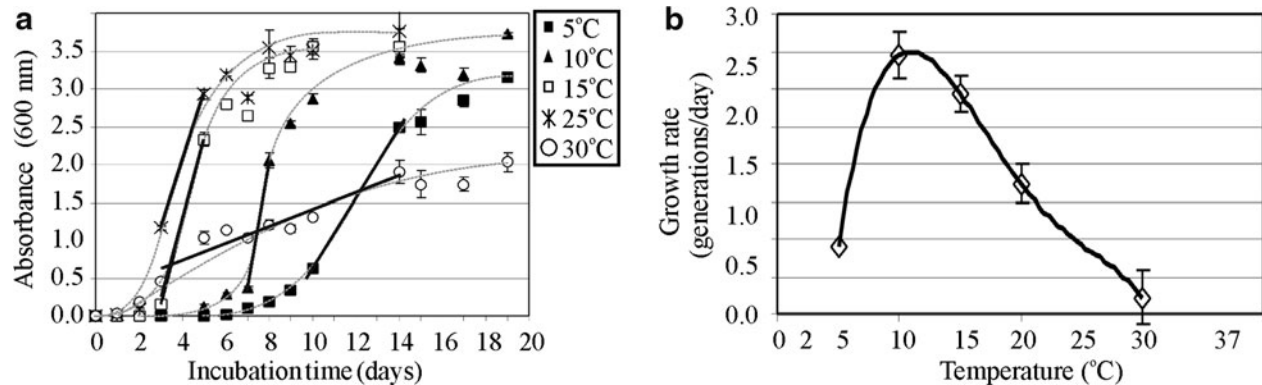 a
Absorbance (600 nm)
3.5
3.0
2.5
2.0
1.5
1.0
0.5
0.0
0 2 4 6 8 10 12 14 16 18 20
Incubation time (days)
5°C
10°C
15°C
25°C
30°C
b
Growth rate
(generations/day)
3.0
2.5
2.0
1.5
1.0
0.5
0.0
0 2 5 10 15 20 25 30 37
Temperature (°C)